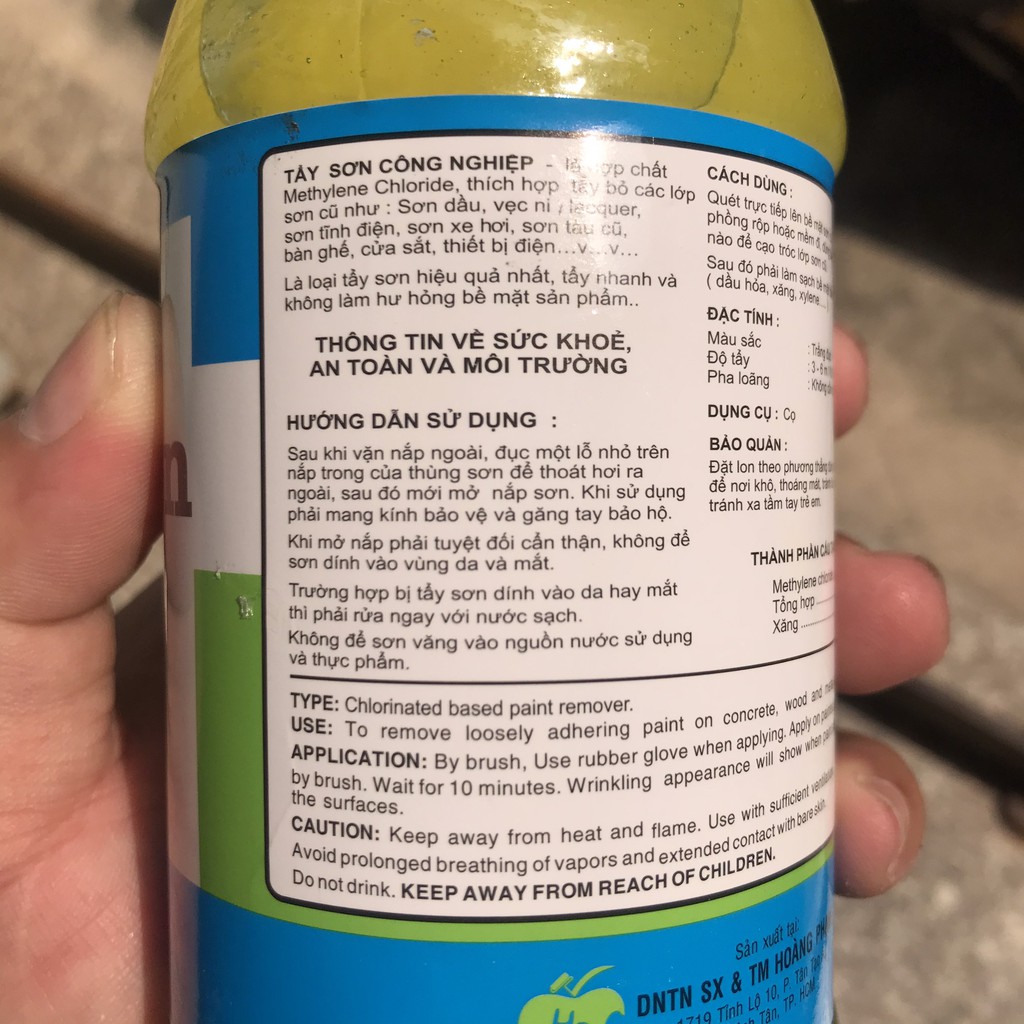 TẨY SƠN CÔNG NGHIỆP - là hợp chất
Methylene Chloride, thích hợp tẩy bỏ các lớp
sơn cũ như : Sơn dầu, vẹc ni / lacquer,
sơn tĩnh điện, sơn xe hơi, sơn tàu cũ,
bàn ghế, cửa sắt, thiết bị điện...v...v...
Là loại tẩy sơn hiệu quả nhất, tẩy nhanh và
không làm hư hỏng bề mặt sản phẩm..
THÔNG TIN VỀ SỨC KHOẺ,
AN TOÀN VÀ MÔI TRƯỜNG
HƯỚNG DẪN SỬ DỤNG :
Sau khi vặn nắp ngoài, đục một lỗ nhỏ trên
nắp trong của thùng sơn để thoát hơi ra
ngoài, sau đó mới mở nắp sơn. Khi sử dụng
phải mang kính bảo vệ và găng tay bảo hộ.
Khi mở nắp phải tuyệt đối cẩn thận, không để
sơn dính vào vùng da và mắt.
Trường hợp bị tẩy sơn dính vào da hay mắt
thì phải rửa ngay với nước sạch.
Không để sơn văng vào nguồn nước sử dụng
và thực phẩm.
CÁCH DÙNG :
Quét trực tiếp lên bề mặt
phồng rộp hoặc mềm đi
nào để cạo tróc lớp sơn cũ
Sau đó phải làm sạch bề
( dầu hỏa, xăng, xylene....)
ĐẶC TÍNH :
Màu sắc : Trắng
Độ tẩy : 3 - 6
Pha loãng : Không
DỤNG CỤ : Cọ
BẢO QUẢN :
Đặt lon theo phương thẳng
để nơi khô, thoáng mát,
tránh xa tầm tay trẻ em.
THÀNH PHẦN CẤU
Methylene chloride
Tổng hợp
Xăng
TYPE: Chlorinated based paint remover.
USE: To remove loosely adhering paint on concrete, wood and
APPLICATION: By brush, Use rubber glove when applying. Apply on
by brush. Wait for 10 minutes. Wrinkling appearance will show when
the surfaces.
CAUTION: Keep away from heat and flame. Use with sufficient
Avoid prolonged breathing of vapors and extended contact with bare skin.
Do not drink. KEEP AWAY FROM REACH OF CHILDREN.
Sản xuất tại:
DNTN SX & TM HOÀNG
1719 Tỉnh Lộ 10, P. Tân Tạo
Tân, TP. HCM